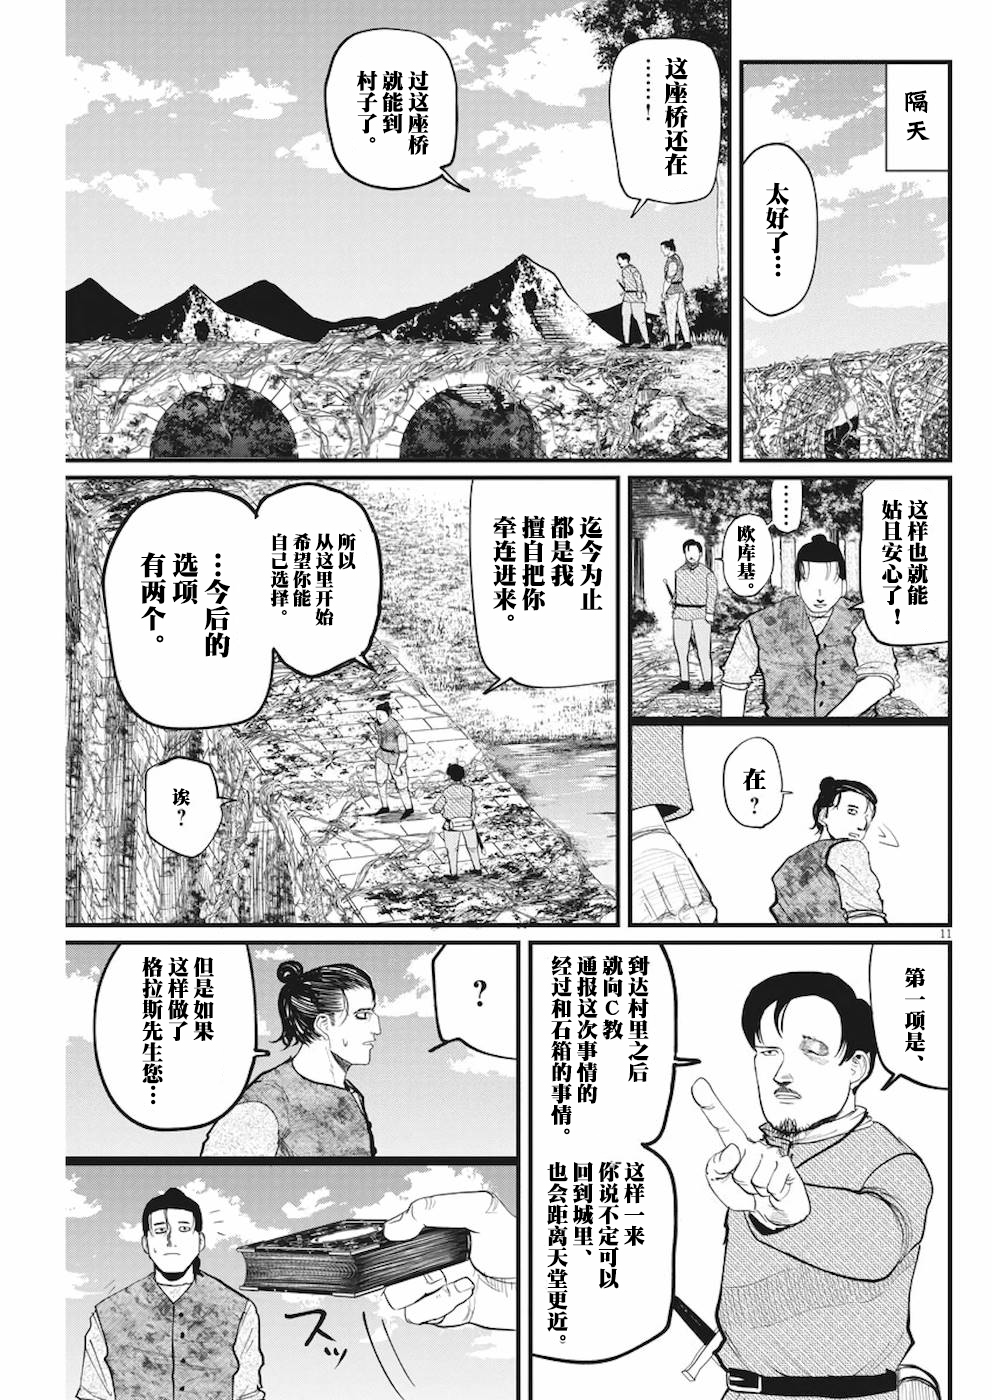 隔天
太好了…
这座桥还在
……！
过这座桥
就能到
村子了。
这样也就能
姑且安心了！
……
欧库基。
在？
迄今为止
都是我
擅自把你
牵连进来。
所以
从这里开始
希望你能
自己选择。
…今后的
选项
有两个。
诶？
11
第一项是、
到达村里之后
就向C教
通报这次事情的
经过和石箱的事情。
这样一来
你说不定可以
回到城里、
也会距离天堂更近。
？
但是如果
这样做了
格拉斯先生您…
スッ